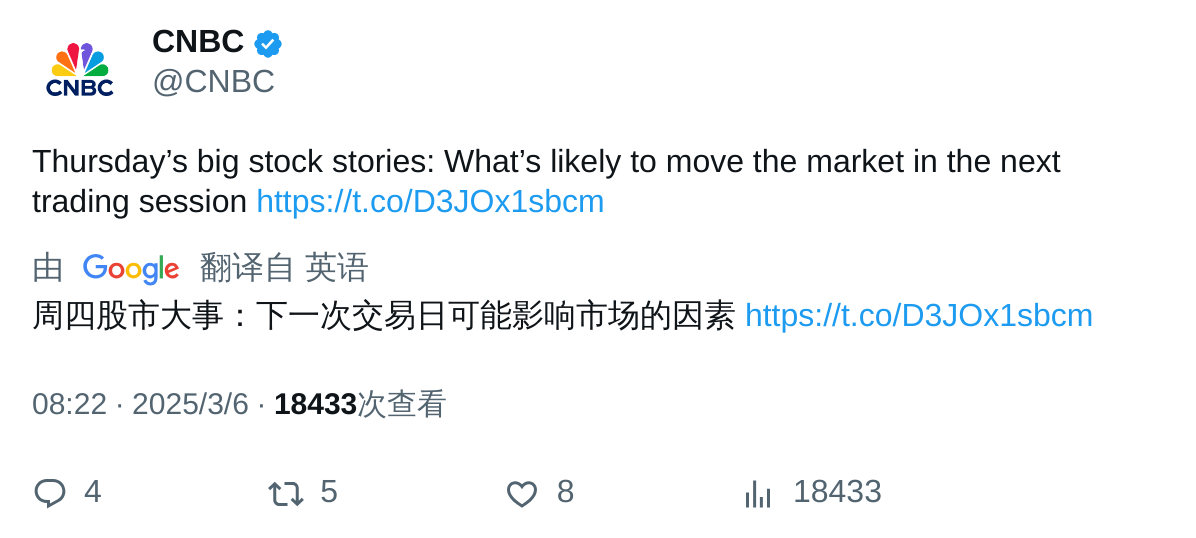 CNBC
@CNBC
CNBC
Thursday’s big stock stories: What’s likely to move the market in the next
trading session https://t.co/D3JOx1sbcm
由 Google 翻译自 英语
周四股市大事：下一次交易日可能影响市场的因素 https://t.co/D3JOx1sbcm
08:22 · 2025/3/6 · 18433次查看
4 5 8 18433